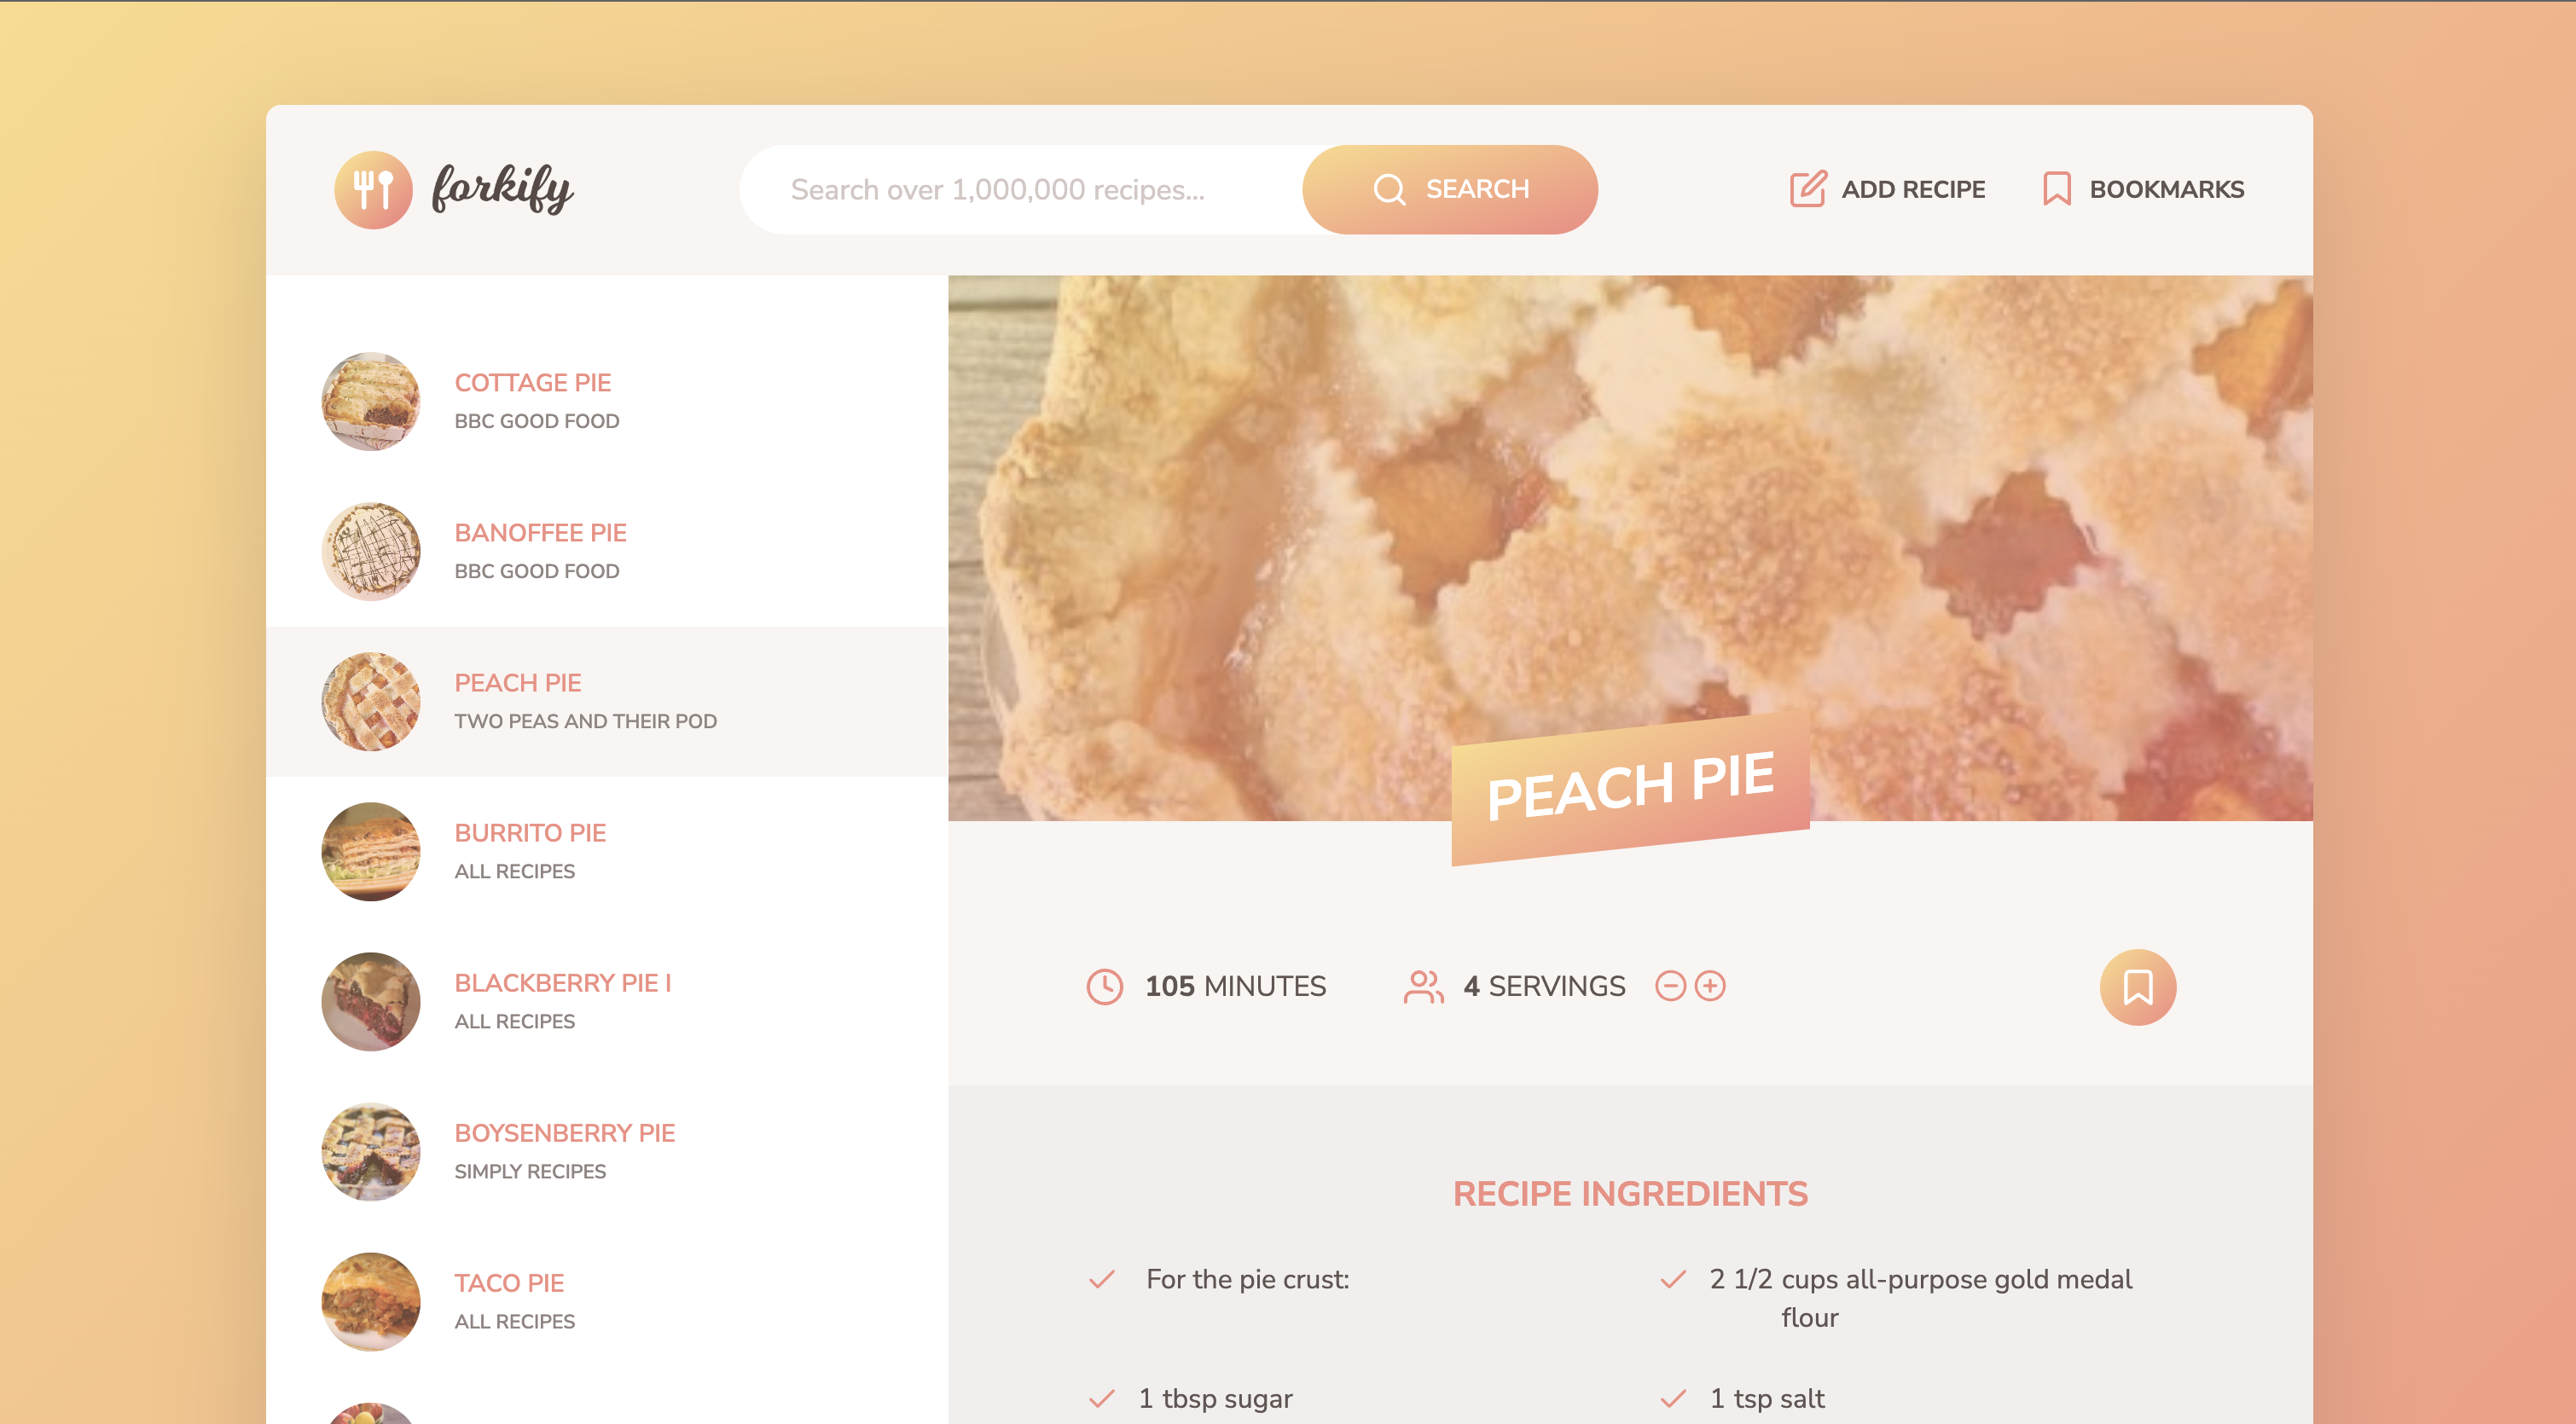 forkify
Search over 1,000,000 recipes...
SEARCH
ADD RECIPE
BOOKMARKS
COTTAGE PIE
BBC GOOD FOOD
BANOFFEE PIE
BBC GOOD FOOD
PEACH PIE
TWO PEAS AND THEIR POD
BURRITO PIE
ALL RECIPES
BLACKBERRY PIE I
ALL RECIPES
BOYSENBERRY PIE
SIMPLY RECIPES
TACO PIE
ALL RECIPES
PEACH PIE
105 MINUTES
4 SERVINGS
RECIPE INGREDIENTS
For the pie crust:
2 1/2 cups all-purpose gold medal
flour
1 tbsp sugar
1 tsp salt